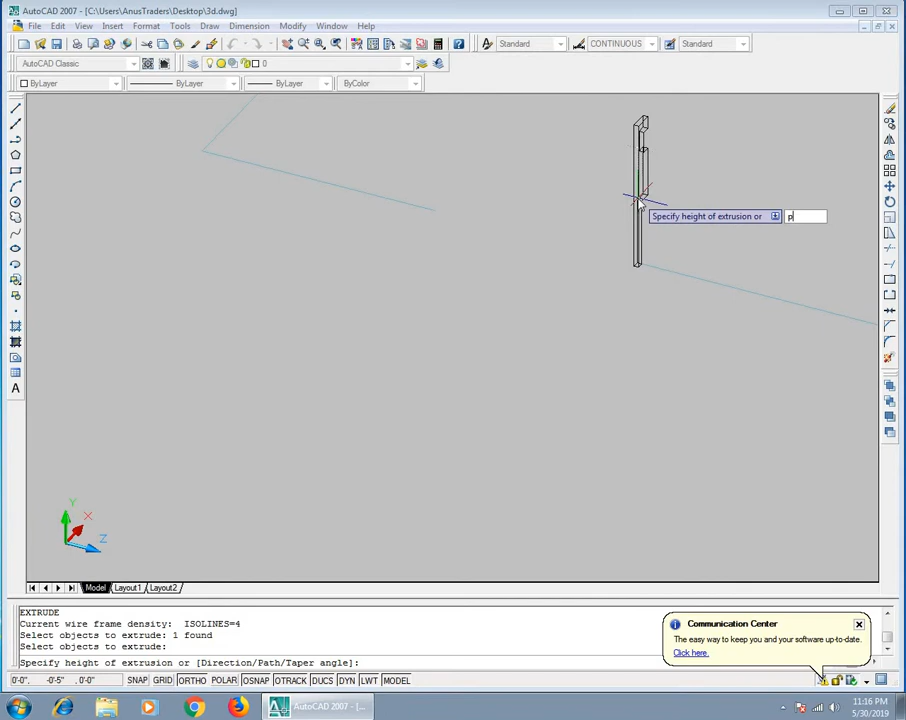 AutoCAD 2007 - [C:\Users\AnusTraders\Desktop\3d.dwg]
File Edit View Insert Format Tools Draw Dimension Modify Window Help
Standard CONTINUOUS Standard
AutoCAD Classic 0
ByLayer ByLayer ByLayer ByColor
Specify height of extrusion or p
Y
X
Z
Model Layout1 Layout2
EXTRUDE
Current wire frame density: ISOLINES=4
Select objects to extrude: 1 found
Select objects to extrude:
Specify height of extrusion or [Direction/Path/Taper angle]:
Communication Center
The easy way to keep you and your software up-to-date.
Click here.
0'-0", -0'-5" , 0'-0" SNAP GRID ORTHO POLAR OSNAP OTRACK DUCS DYN LWT MODEL
AutoCAD 2007 - [...
11:16 PM
5/30/2019
A